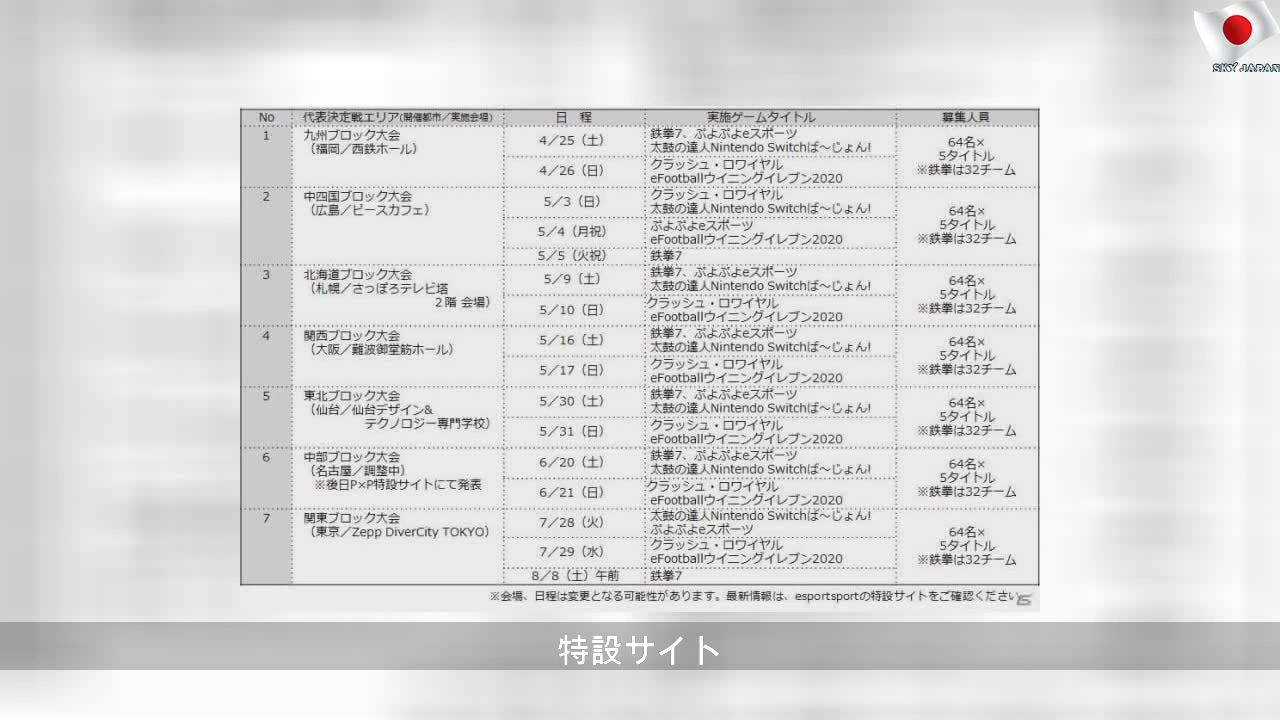 SKY JAPAN
No 代表決定戦エリア(開催都市／実施会場) 日 程 実施ゲームタイトル 募集人員
1 九州ブロック大会
（福岡／西鉄ホール）
4／25（土） 鉄拳7、ぷよぷよeスポーツ
太鼓の達人Nintendo Switchば～じょん!
4／26（日） クラッシュ・ロワイヤル
eFootballウイニングイレブン2020
64名×
5タイトル
※鉄拳は32チーム
2 中四国ブロック大会
（広島／ピースカフェ）
5／3（日） クラッシュ・ロワイヤル
太鼓の達人Nintendo Switchば～じょん!
5／4（月祝） ぷよぷよeスポーツ
eFootballウイニングイレブン2020
5／5（火祝） 鉄拳7
64名×
5タイトル
※鉄拳は32チーム
3 北海道ブロック大会
（札幌／さっぽろテレビ塔
２階 会場）
5／9（土） 鉄拳7、ぷよぷよeスポーツ
太鼓の達人Nintendo Switchば～じょん!
5／10（日） クラッシュ・ロワイヤル
eFootballウイニングイレブン2020
64名×
5タイトル
※鉄拳は32チーム
4 関西ブロック大会
（大阪／難波御堂筋ホール）
5／16（土） 鉄拳7、ぷよぷよeスポーツ
太鼓の達人Nintendo Switchば～じょん!
5／17（日） クラッシュ・ロワイヤル
eFootballウイニングイレブン2020
64名×
5タイトル
※鉄拳は32チーム
5 東北ブロック大会
（仙台／仙台デザイン&
テクノロジー専門学校）
5／30（土） 鉄拳7、ぷよぷよeスポーツ
太鼓の達人Nintendo Switchば～じょん!
5／31（日） クラッシュ・ロワイヤル
eFootballウイニングイレブン2020
64名×
5タイトル
※鉄拳は32チーム
6 中部ブロック大会
（名古屋／調整中）
※後日P×P特設サイトにて発表
6／20（土） 鉄拳7、ぷよぷよeスポーツ
太鼓の達人Nintendo Switchば～じょん!
6／21（日） クラッシュ・ロワイヤル
eFootballウイニングイレブン2020
64名×
5タイトル
※鉄拳は32チーム
7 関東ブロック大会
（東京／Zepp DiverCity TOKYO）
7／28（火） 太鼓の達人Nintendo Switchば～じょん!
ぷよぷよeスポーツ
7／29（水） クラッシュ・ロワイヤル
eFootballウイニングイレブン2020
8／8（土）午前 鉄拳7
64名×
5タイトル
※鉄拳は32チーム
※会場、日程は変更となる可能性があります。最新情報は、esportsportの特設サイトをご確認ください
特設サイト